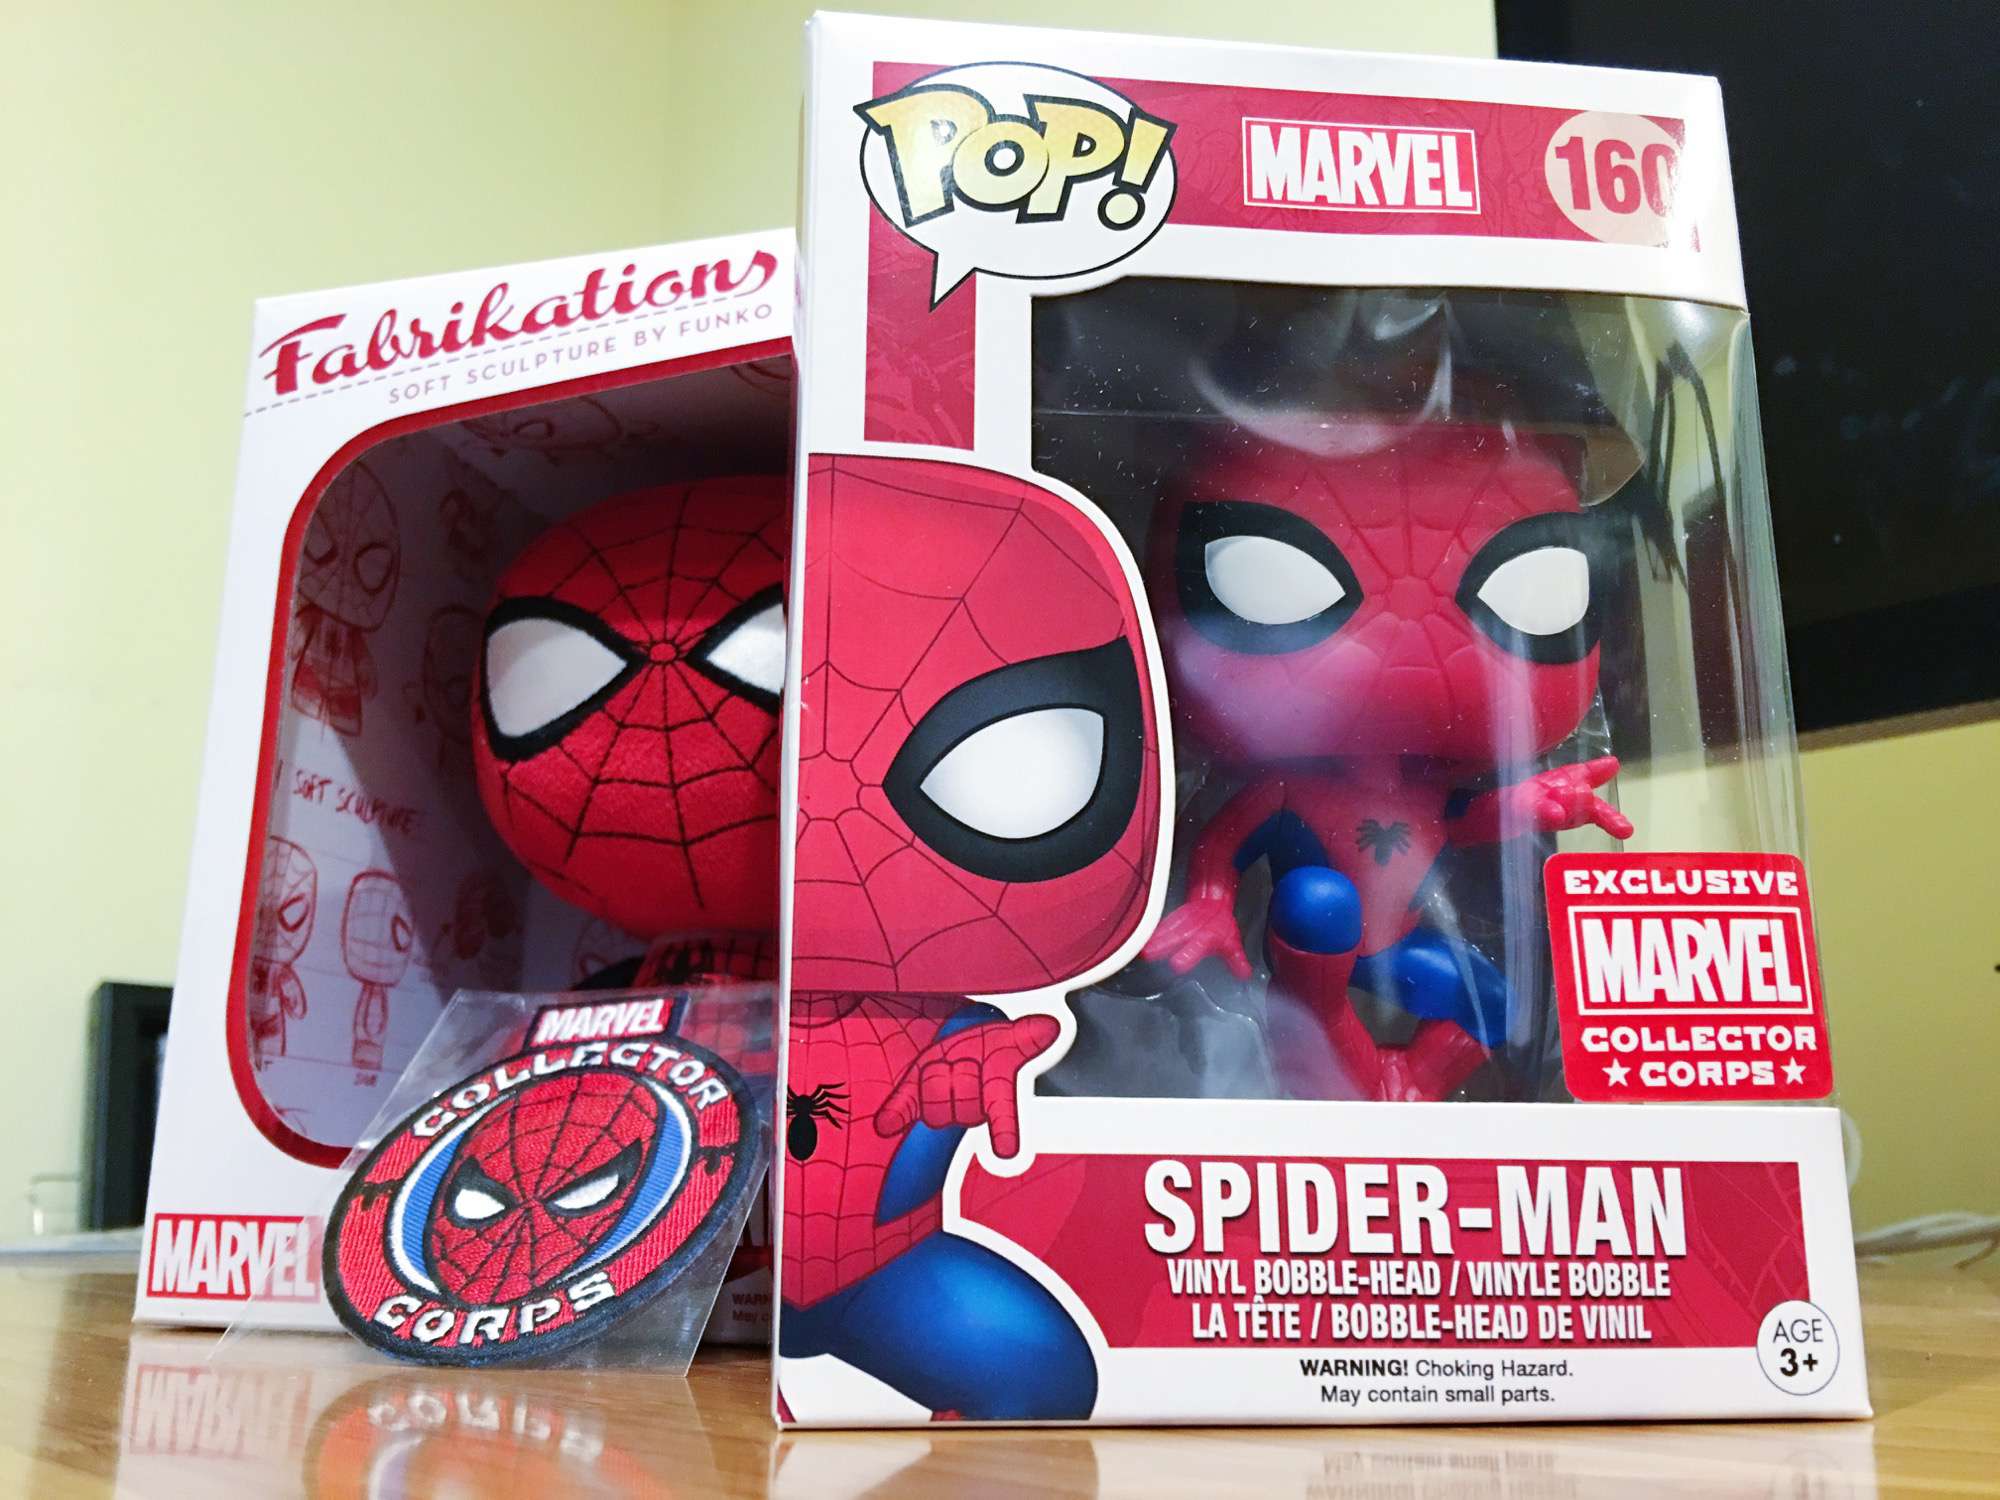 Fabrikations
SOFT SCULPTURE BY FUNKO
SOFT SCULPTURE
MARVEL
MARVEL
COLLECTOR
CORPS
POP!
MARVEL
160
EXCLUSIVE
MARVEL
COLLECTOR
CORPS
SPIDER-MAN
VINYL BOBBLE-HEAD / VINYLE BOBBLE
LA TÊTE / BOBBLE-HEAD DE VINIL
WARNING! Choking Hazard.
May contain small parts.
AGE
3+